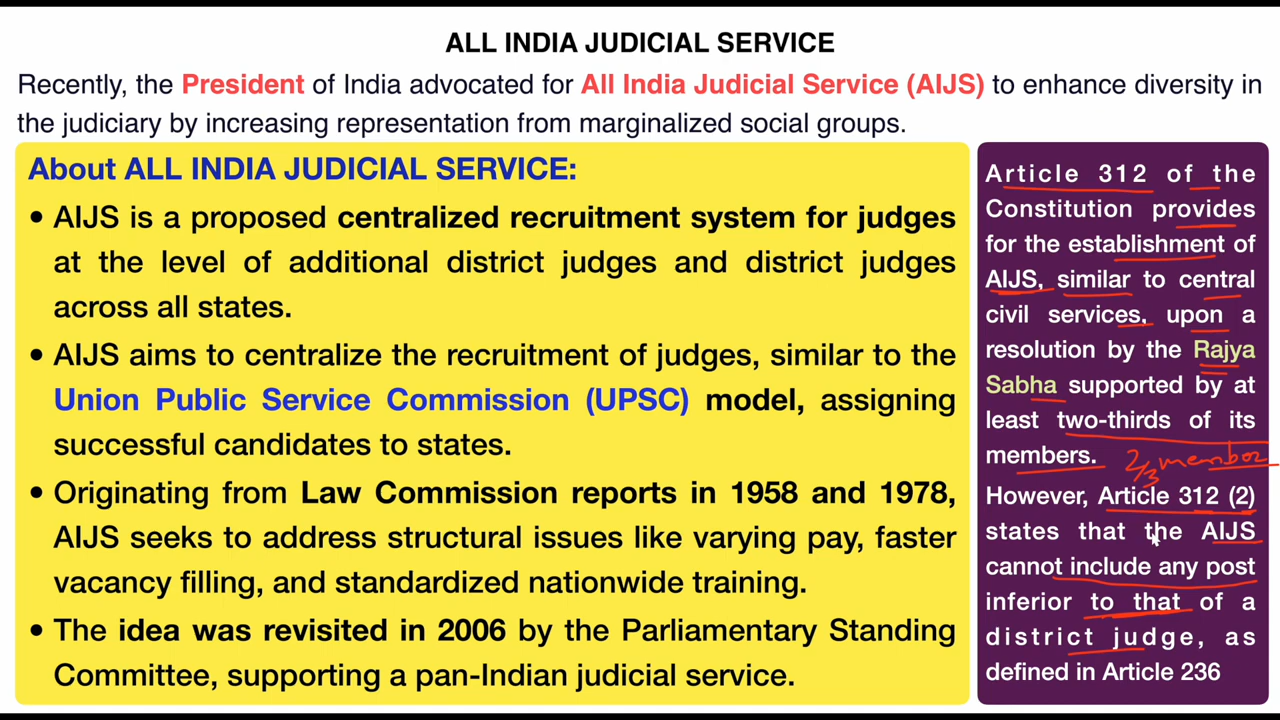 ALL INDIA JUDICIAL SERVICE
Recently, the President of India advocated for All India Judicial Service (AIJS) to enhance diversity in
the judiciary by increasing representation from marginalized social groups.
About ALL INDIA JUDICIAL SERVICE:
• AIJS is a proposed centralized recruitment system for judges
at the level of additional district judges and district judges
across all states.
• AIJS aims to centralize the recruitment of judges, similar to the
Union Public Service Commission (UPSC) model, assigning
successful candidates to states.
• Originating from Law Commission reports in 1958 and 1978,
AIJS seeks to address structural issues like varying pay, faster
vacancy filling, and standardized nationwide training.
• The idea was revisited in 2006 by the Parliamentary Standing
Committee, supporting a pan-Indian judicial service.
Article 312 of the
Constitution provides
for the establishment of
AIJS, similar to central
civil services, upon a
resolution by the Rajya
Sabha supported by at
least two-thirds of its
members. 2/3 member
However, Article 312 (2)
states that the AIJS
cannot include any post
inferior to that of a
district judge, as
defined in Article 236